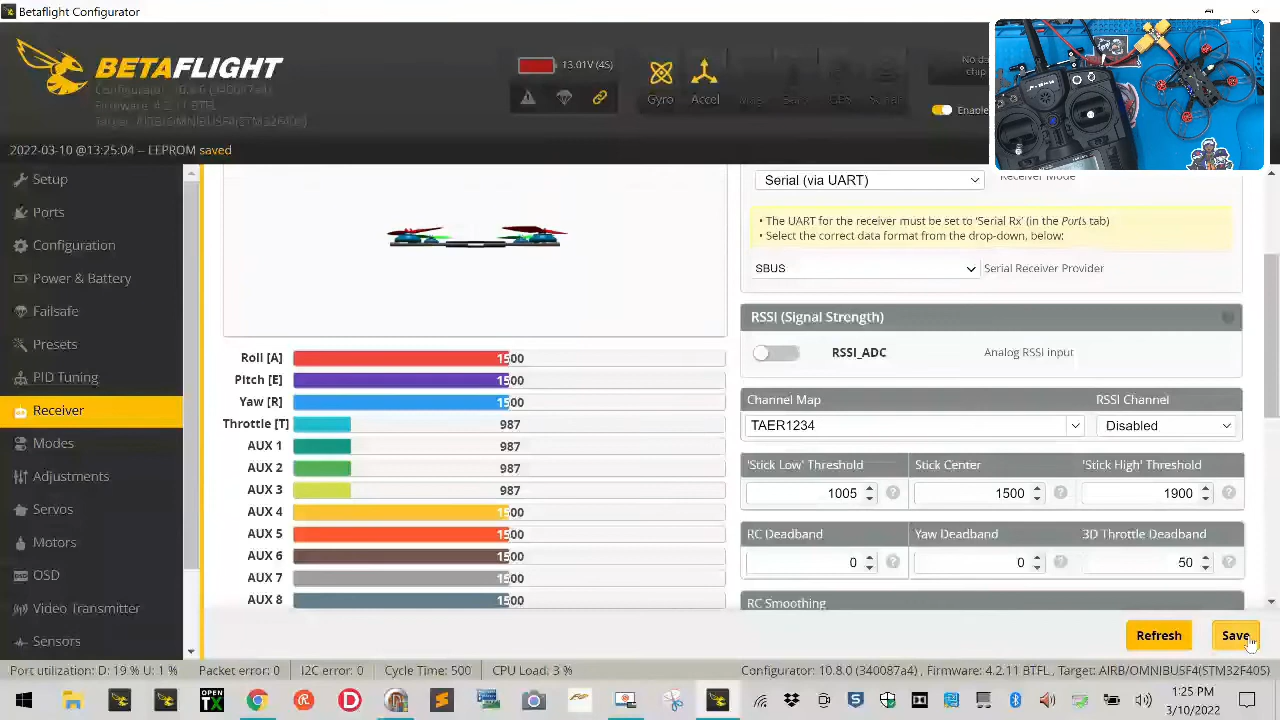 Betaflight Configurator
BETAFLIGHT
Firmware: 4.2.11 BTFL
13.01V (4S)
Gyro
Accel
Enable
2022-03-10 @13:25:04 -- EEPROM saved
Setup
Ports
Configuration
Power & Battery
Failsafe
Presets
PID Tuning
Receiver
Modes
Adjustments
Servos
Motors
OSD
Video Transmitter
Sensors
Serial (via UART)
Receiver Mode
• The UART for the receiver must be set to 'Serial Rx' (in the Ports tab)
• Select the correct data format from the drop-down, below:
SBUS
Serial Receiver Provider
RSSI (Signal Strength)
RSSI_ADC
Analog RSSI input
Roll [A] 1500
Pitch [E] 1500
Yaw [R] 1500
Throttle [T] 987
AUX 1 987
AUX 2 987
AUX 3 987
AUX 4 1500
AUX 5 1500
AUX 6 1500
AUX 7 1500
AUX 8 1500
Channel Map
RSSI Channel
TAER1234
Disabled
'Stick Low' Threshold
Stick Center
'Stick High' Threshold
1005
1500
1900
RC Deadband
Yaw Deadband
3D Throttle Deadband
0
0
50
RC Smoothing
Refresh
Save
Port utilization: D: 19 % U: 1 %
Packet error: 0
I2C error: 0
Cycle Time: 500
CPU Load: 3 %
Configurator: 10.8.0 (340087a4) , Firmware: 4.2.11 BTFL, Target: AIRB/OMNIBUSF4(STM32F405)
OPEN
TX
1:25 PM
3/10/2022